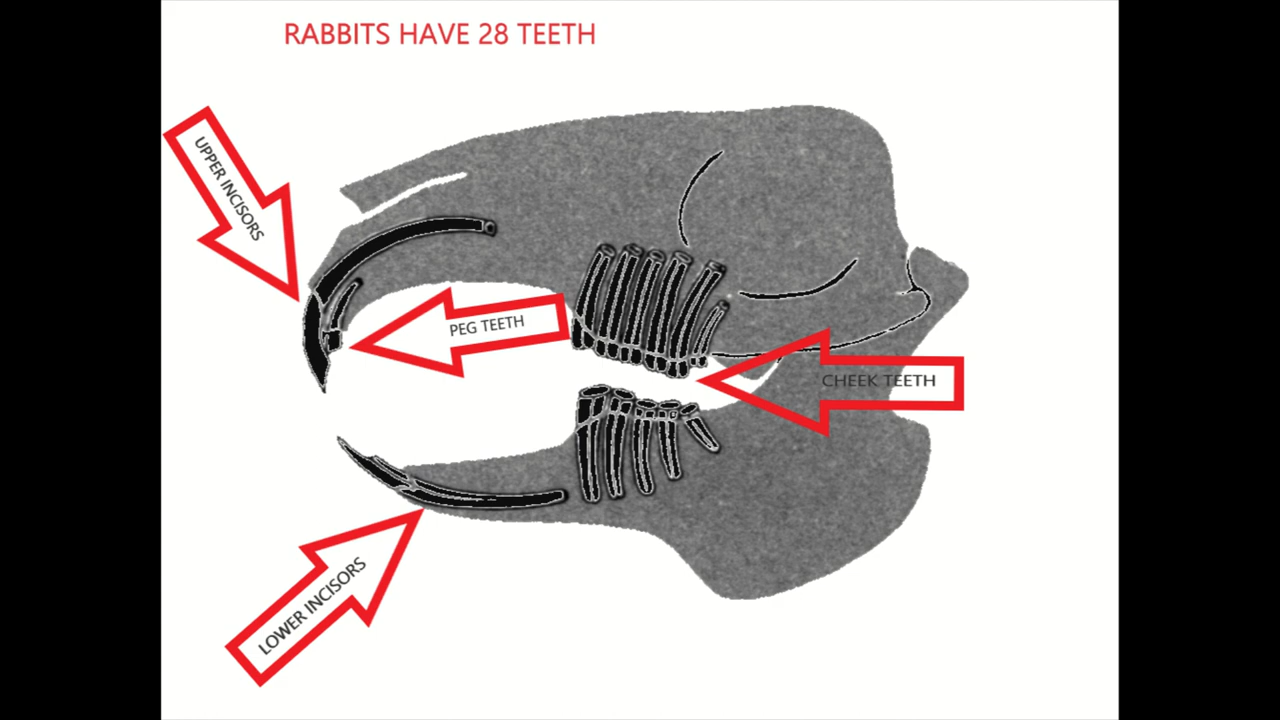 RABBITS HAVE 28 TEETH
UPPER INCISORS
PEG TEETH
CHEEK TEETH
LOWER INCISORS